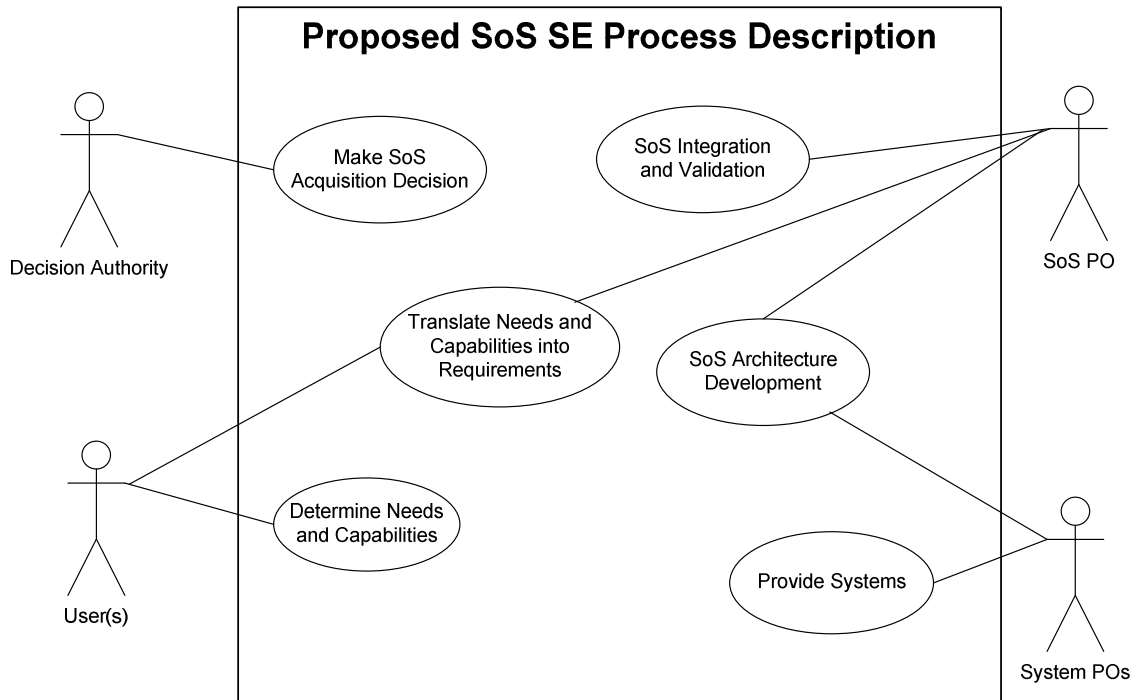 Proposed SoS SE Process Description
Make SoS
Acquisition Decision
SoS Integration
and Validation
Decision Authority
SoS PO
Translate Needs and
Capabilities into
Requirements
SoS Architecture
Development
Determine Needs
and Capabilities
Provide Systems
User(s)
System POs